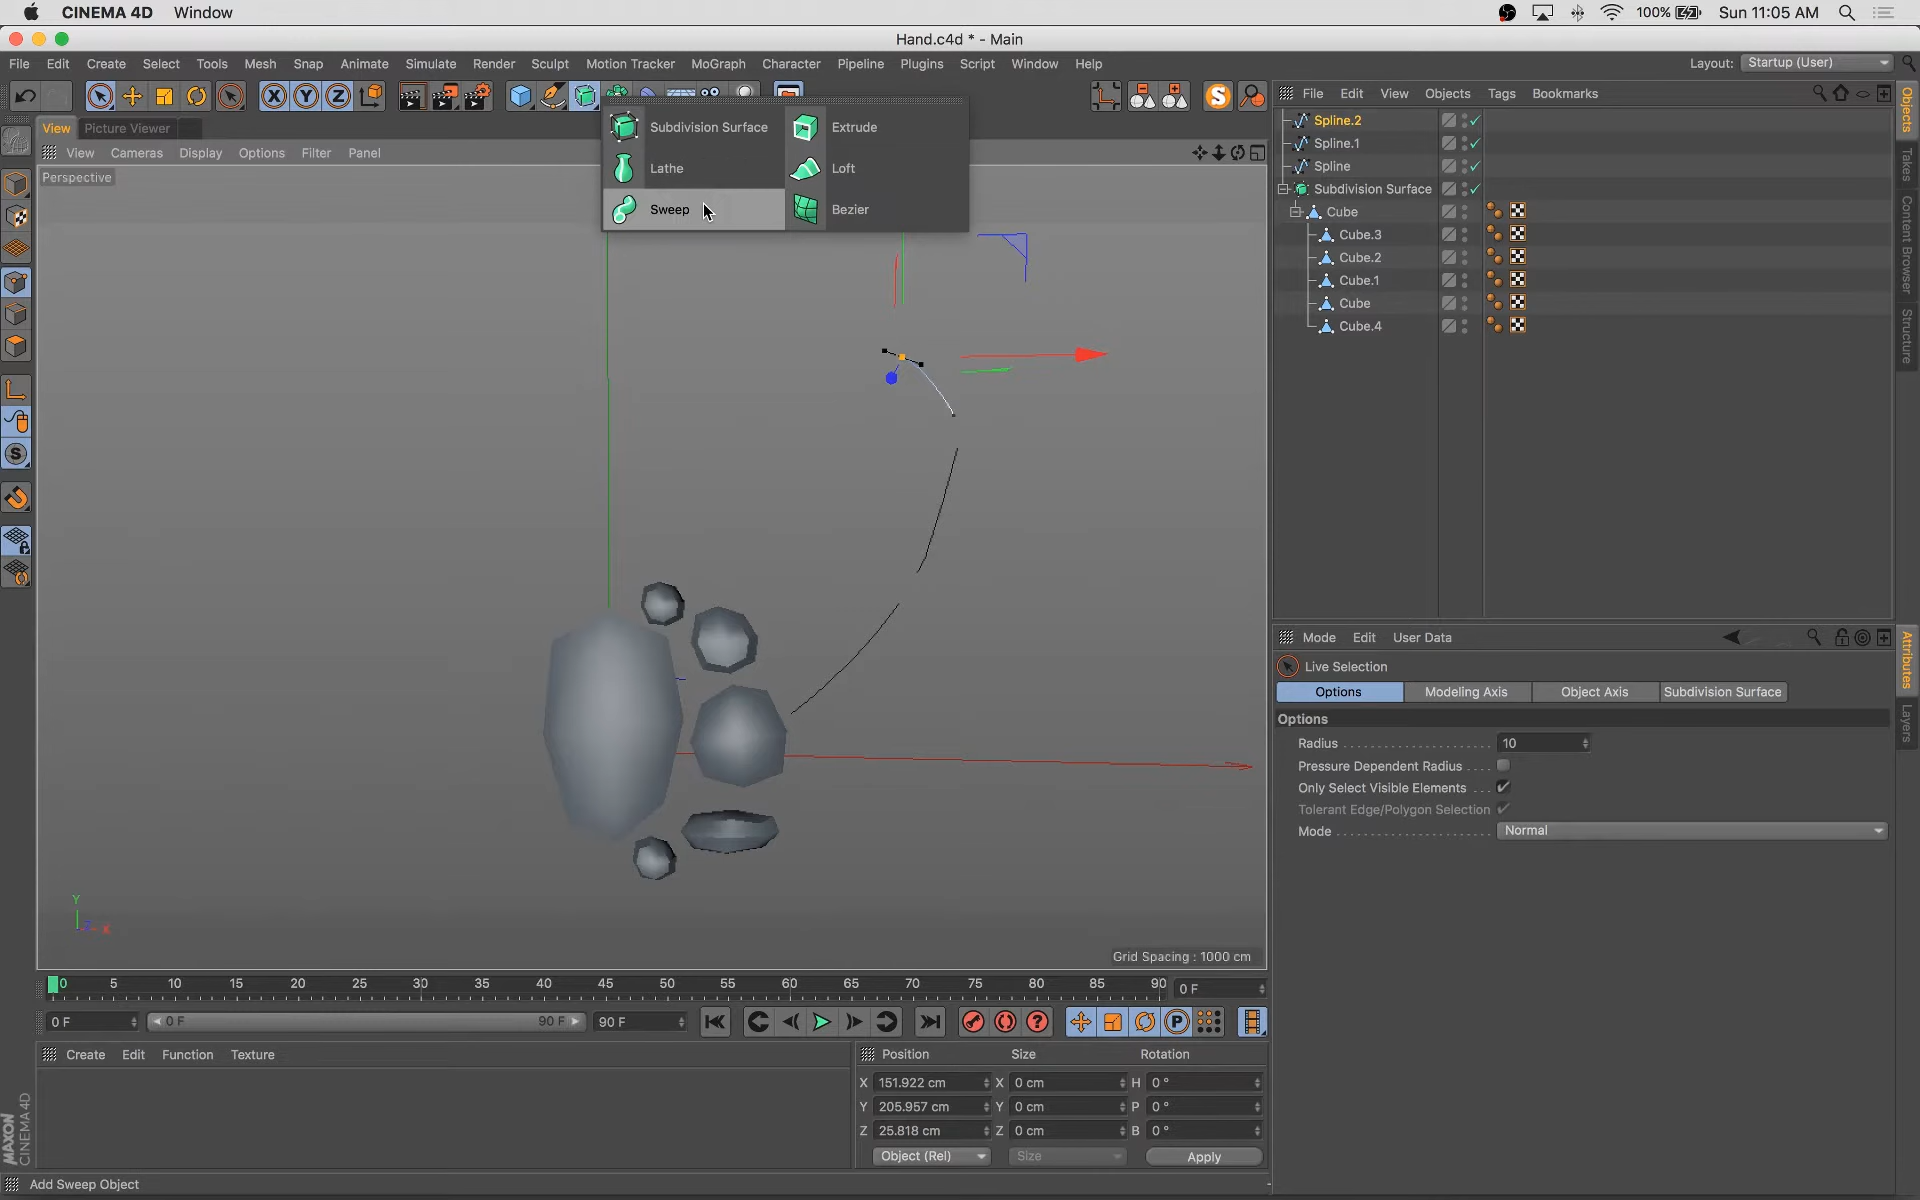 CINEMA 4D Window 100% Sun 11:05 AM
Hand.c4d * - Main
File Edit Create Select Tools Mesh Snap Animate Simulate Render Sculpt Motion Tracker MoGraph Character Pipeline Plugins Script Window Help Layout: Startup (User)
X Y Z S
File Edit View Objects Tags Bookmarks
View Picture Viewer
View Cameras Display Options Filter Panel
Perspective
Subdivision Surface Extrude
Lathe Loft
Sweep Bezier
Spline.2
Spline.1
Spline
Subdivision Surface
Cube
Cube.3
Cube.2
Cube.1
Cube
Cube.4
Objects
Takes
Content Browser
Structure
S
Mode Edit User Data
Live Selection
Options Modeling Axis Object Axis Subdivision Surface
Options
Radius 10
Pressure Dependent Radius
Only Select Visible Elements
Tolerant Edge/Polygon Selection
Mode Normal
Attributes
Layers
Y
X
Grid Spacing : 1000 cm
0 5 10 15 20 25 30 35 40 45 50 55 60 65 70 75 80 85 90 0 F
0 F 0 F 90 F 90 F ? P
Create Edit Function Texture
Position Size Rotation
X 151.922 cm X 0 cm H 0 °
Y 205.957 cm Y 0 cm P 0 °
Z 25.818 cm Z 0 cm B 0 °
Object (Rel) Size Apply
MAXON
CINEMA 4D
Add Sweep Object